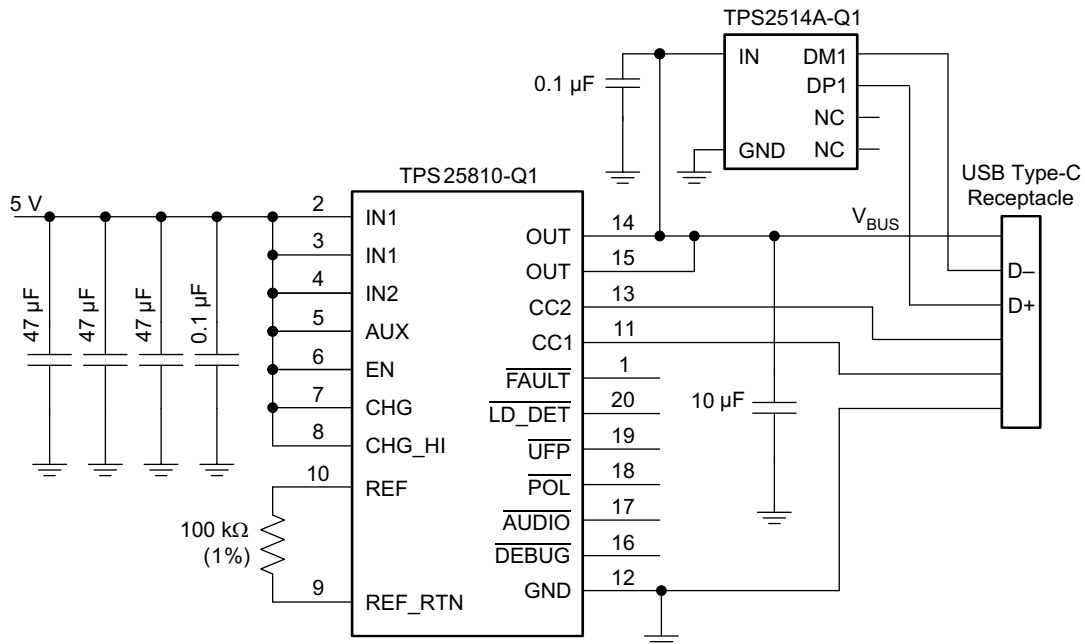 TPS2514A-Q1
IN
DM1
DP1
NC
GND
NC
0.1 µF
USB Type-C
Receptacle
TPS25810-Q1
5 V
2
IN1
3
IN1
4
IN2
5
AUX
6
EN
7
CHG
8
CHG_HI
10
REF
9
REF_RTN
47 µF
47 µF
47 µF
0.1 µF
100 kΩ
(1%)
OUT
14
OUT
15
CC2
13
CC1
11
FAULT
1
LD_DET
20
UFP
19
POL
18
AUDIO
17
DEBUG
16
GND
12
VBUS
10 µF
D–
D+